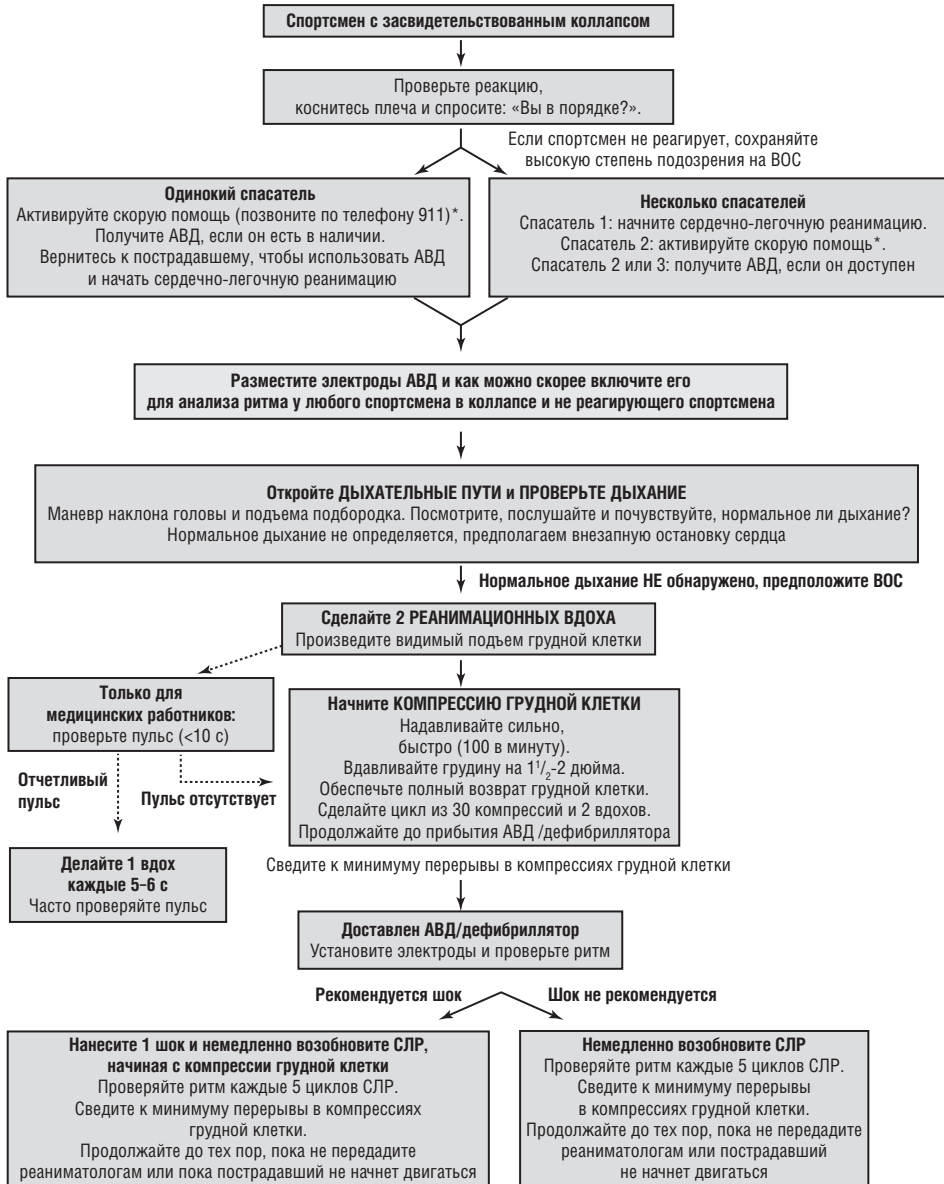 Спортсмен с засвидетельствованным коллапсом
Проверьте реакцию,
коснитесь плеча и спросите: «Вы в порядке?».
Если спортсмен не реагирует, сохраняйте
высокую степень подозрения на ВОС
Одинокий спасатель
Активируйте скорую помощь (позвоните по телефону 911)*.
Получите АВД, если он есть в наличии.
Вернитесь к пострадавшему, чтобы использовать АВД
и начать сердечно-легочную реанимацию
Несколько спасателей
Спасатель 1: начните сердечно-легочную реанимацию.
Спасатель 2: активируйте скорую помощь*.
Спасатель 2 или 3: получите АВД, если он доступен
Разместите электроды АВД и как можно скорее включите его
для анализа ритма у любого спортсмена в коллапсе и не реагирующего спортсмена
Откройте ДЫХАТЕЛЬНЫЕ ПУТИ и ПРОВЕРЬТЕ ДЫХАНИЕ
Маневр наклона головы и подъема подбородка. Посмотрите, послушайте и почувствуйте, нормальное ли дыхание?
Нормальное дыхание не определяется, предполагаем внезапную остановку сердца
Нормальное дыхание НЕ обнаружено, предположите ВОС
Сделайте 2 РЕАНИМАЦИОННЫХ ВДОХА
Произведите видимый подъем грудной клетки
Только для
медицинских работников:
проверьте пульс (<10 с)
Отчетливый
пульс
Пульс отсутствует
Делайте 1 вдох
каждые 5–6 с
Часто проверяйте пульс
Начните КОМПРЕССИЮ ГРУДНОЙ КЛЕТКИ
Надавливайте сильно,
быстро (100 в минуту).
Вдавливайте грудину на 1 1/2-2 дюйма.
Обеспечьте полный возврат грудной клетки.
Сделайте цикл из 30 компрессий и 2 вдохов.
Продолжайте до прибытия АВД /дефибриллятора
Сведите к минимуму перерывы в компрессиях грудной клетки
Доставлен АВД/дефибриллятор
Установите электроды и проверьте ритм
Рекомендуется шок
Шок не рекомендуется
Нанесите 1 шок и немедленно возобновите СЛР,
начиная с компрессии грудной клетки
Проверяйте ритм каждые 5 циклов СЛР.
Сведите к минимуму перерывы в компрессиях
грудной клетки.
Продолжайте до тех пор, пока не передадите
реаниматологам или пока пострадавший не начнет двигаться
Немедленно возобновите СЛР
Проверяйте ритм каждые 5 циклов СЛР.
Сведите к минимуму перерывы
в компрессиях грудной клетки.
Продолжайте до тех пор, пока не передадите
реаниматологам или пострадавший
не начнет двигаться